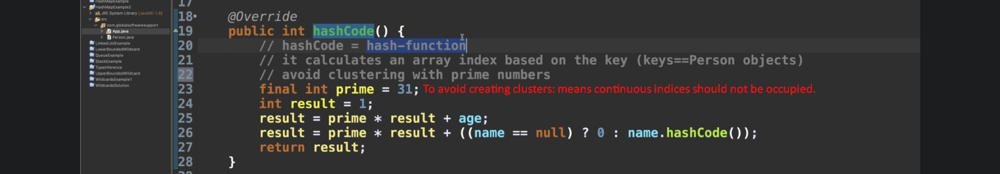 HashMapExample
HashMapExample2
JRE System Library [JavaSE-1.8]
src
com.globalsoftwaresupport
App.java
Person.java
LinkedListExample
LowerBoundedWildcard
QueueExample
StackExample
TypeInference
UpperBoundedWildcard
WildcardsExample1
WildcardsSolution
17
18 @Override
19 public int hashCode() {
20 // hashCode = hash-function
21 // it calculates an array index based on the key (keys==Person objects)
22 // avoid clustering with prime numbers
23 final int prime = 31; To avoid creating clusters: means continuous indices should not be occupied.
24 int result = 1;
25 result = prime * result + age;
26 result = prime * result + ((name == null) ? 0 : name.hashCode());
27 return result;
28 }